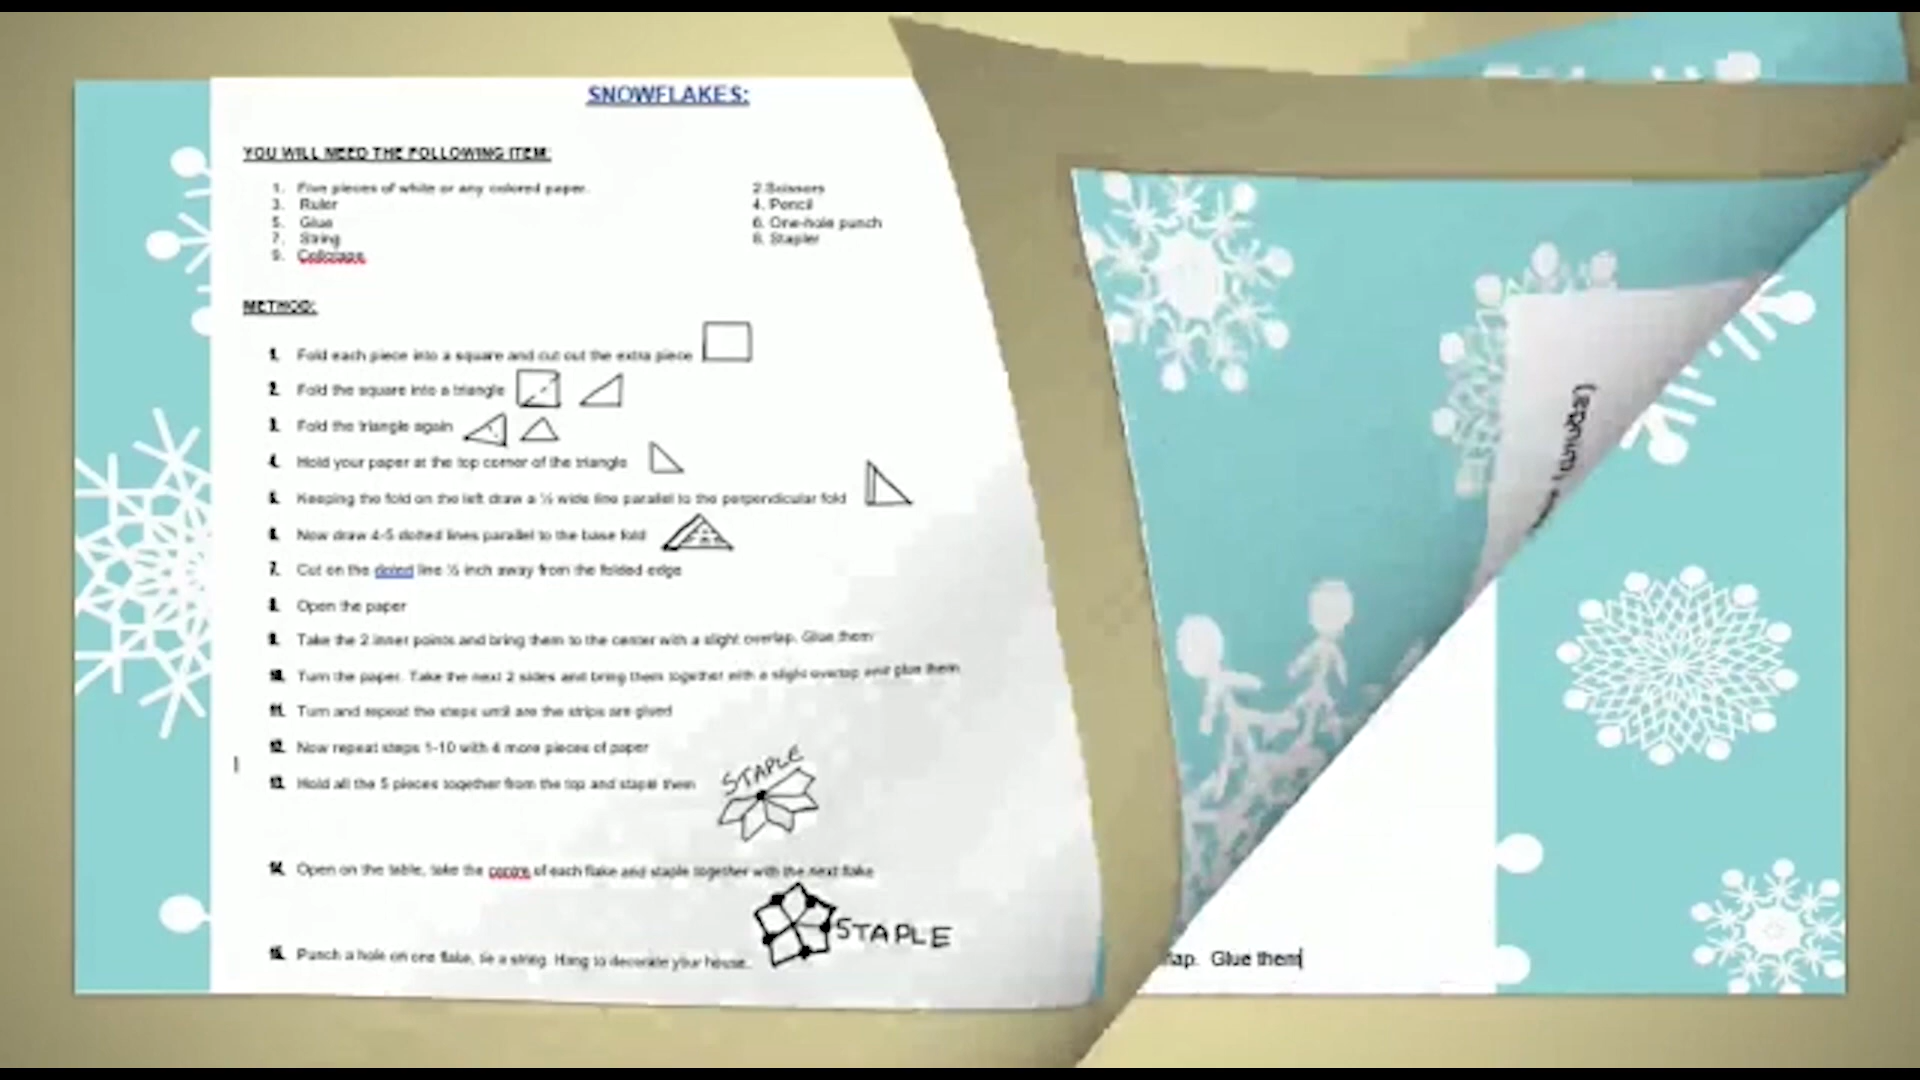 SNOWFLAKES:
YOU WILL NEED THE FOLLOWING ITEM:
1. Five pieces of white or any colored paper. 2.Scissors
3. Ruler 4. Pencil
5. Glue 6. One-hole punch
7. String 8. Stapler
9. Cellotape
METHOD:
1. Fold each piece into a square and cut out the extra piece
2. Fold the square into a triangle
3. Fold the triangle again
4. Hold your paper at the top corner of the triangle
5. Keeping the fold on the left draw a ½ wide line parallel to the perpendicular fold
6. Now draw 4-5 dotted lines parallel to the base fold
7. Cut on the doted line ½ inch away from the folded edge
8. Open the paper
9. Take the 2 inner points and bring them to the center with a slight overlap. Glue them
10. Turn the paper. Take the next 2 sides and bring them together with a slight overlap and glue them
11. Turn and repeat the steps until are the strips are glued
12. Now repeat steps 1-10 with 4 more pieces of paper
13. Hold all the 5 pieces together from the top and staple them
STAPLE
14. Open on the table, take the centre of each flake and staple together with the next flake
STAPLE
15. Punch a hole on one flake, tie a string. Hang to decorate your house.
lap. Glue them